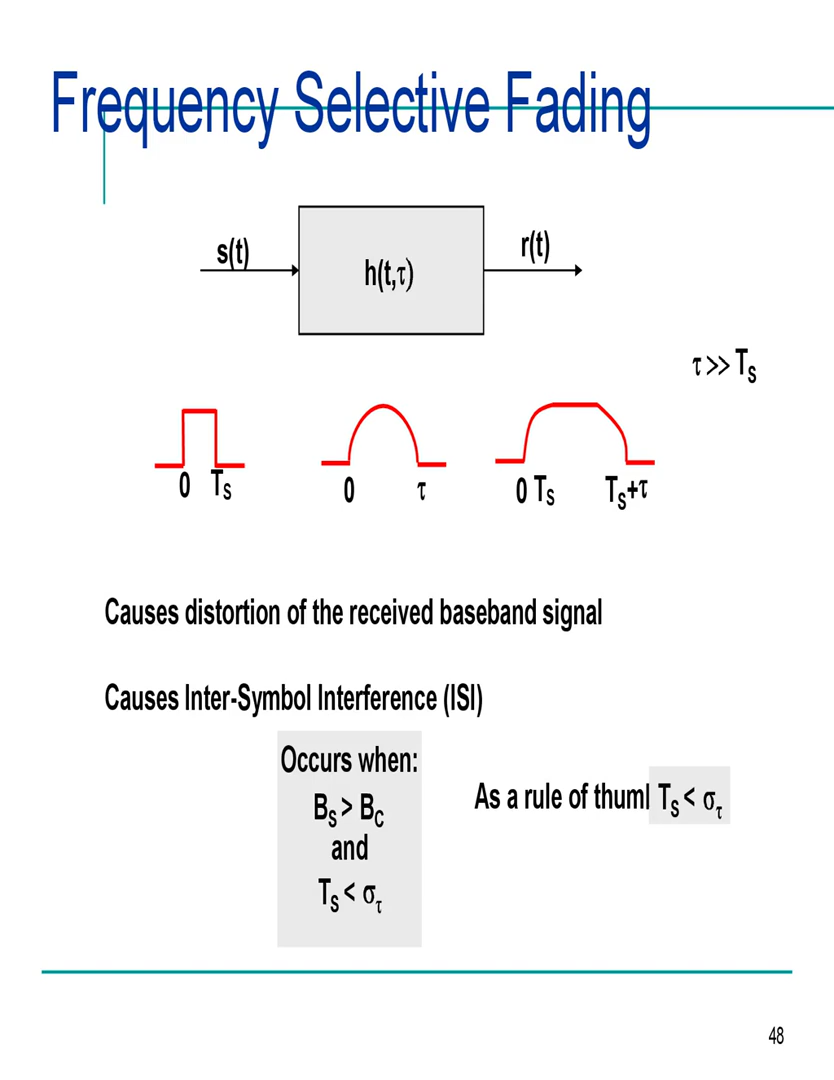 Frequency Selective Fading
s(t)
h(t,τ)
r(t)
τ >> TS
0 TS
0 τ
0 TS TS+τ
Causes distortion of the received baseband signal
Causes Inter-Symbol Interference (ISI)
Occurs when:
BS > BC
and
TS < στ
As a rule of thum
TS < στ
48